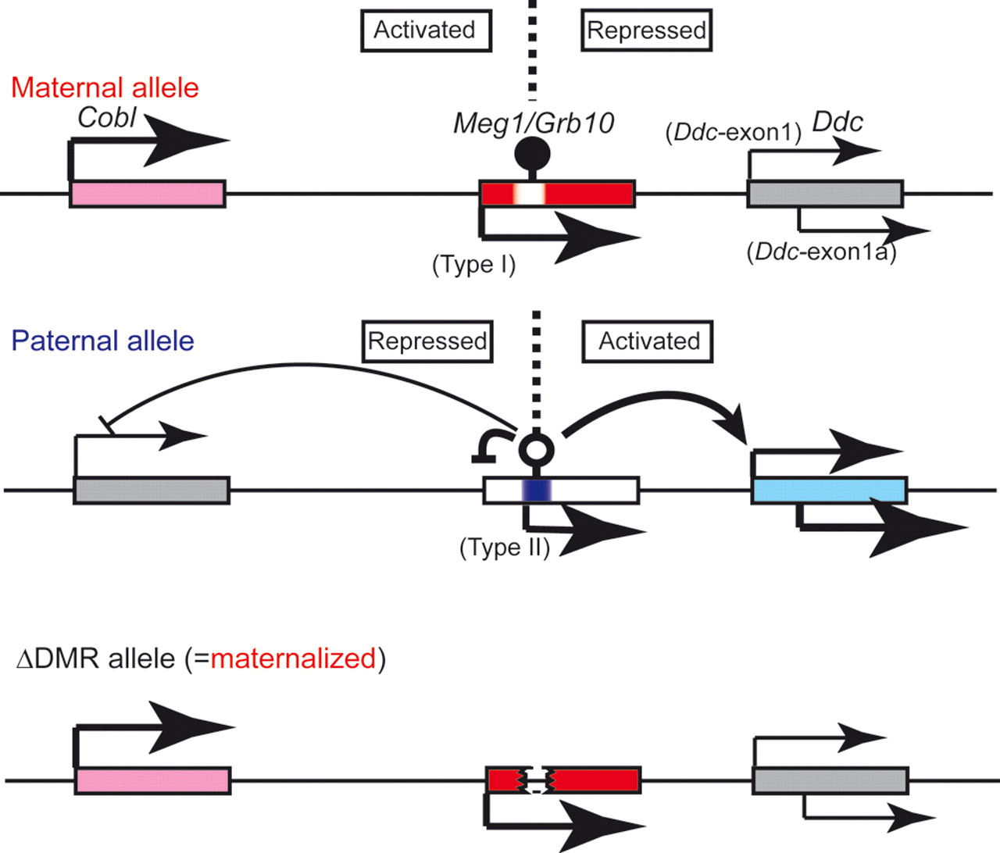 Activated
Repressed
Maternal allele
Cobl
Meg1/Grb10
(Ddc-exon1) Ddc
(Type I)
(Ddc-exon1a)
Paternal allele
Repressed
Activated
(Type II)
ΔDMR allele (=maternalized)